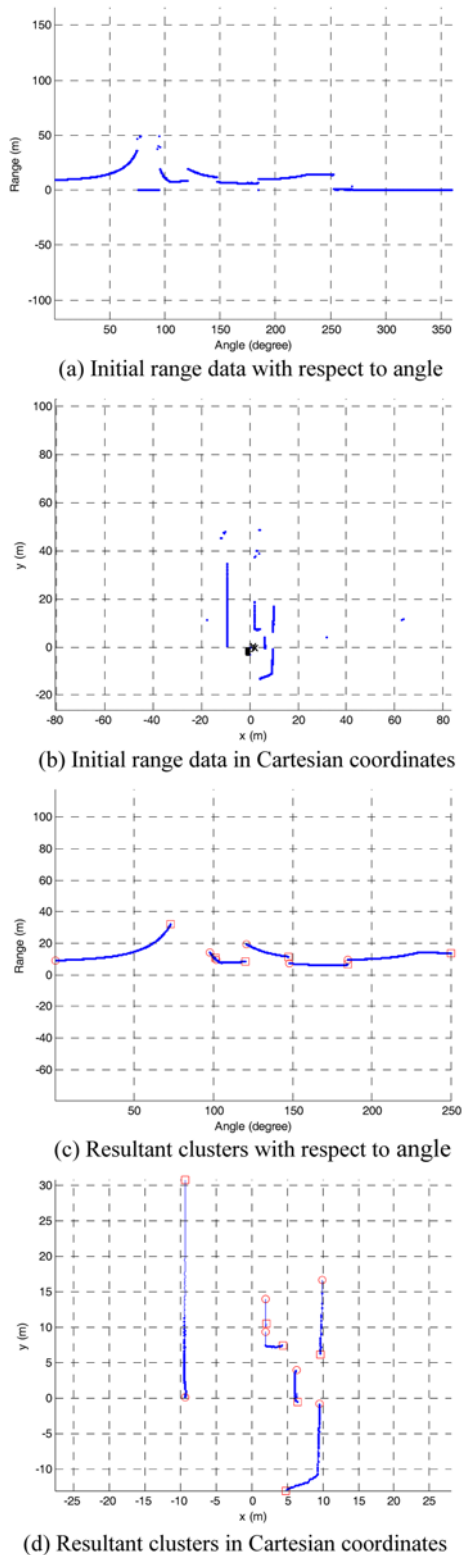 150
100
50
0
-50
-100
Range (m)
50 100 150 200 250 300 350
Angle (degree)
(a) Initial range data with respect to angle
100
80
60
40
20
0
-20
y (m)
-80 -60 -40 -20 0 20 40 60 80
x (m)
(b) Initial range data in Cartesian coordinates
100
80
60
40
20
0
-20
-40
-60
Range (m)
50 100 150 200 250
Angle (degree)
(c) Resultant clusters with respect to angle
30
25
20
15
10
5
0
-5
-10
y (m)
-25 -20 -15 -10 -5 0 5 10 15 20 25
x (m)
(d) Resultant clusters in Cartesian coordinates